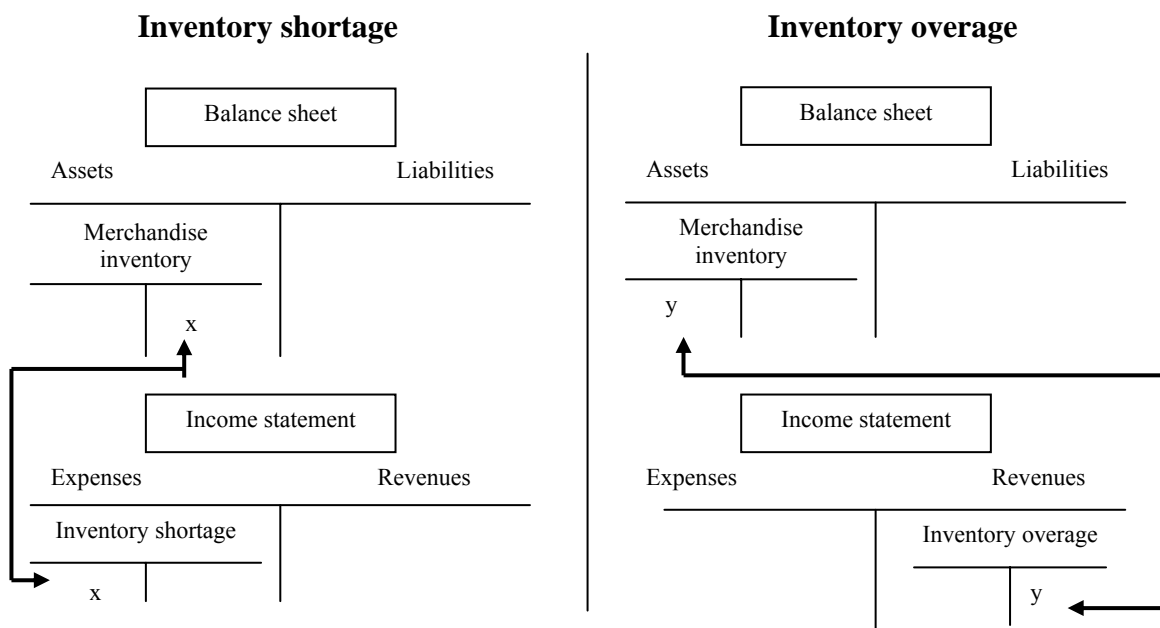 Inventory shortage
Balance sheet
Assets Liabilities
Merchandise
inventory
x
Income statement
Expenses Revenues
Inventory shortage
x
Inventory overage
Balance sheet
Assets Liabilities
Merchandise
inventory
y
Income statement
Expenses Revenues
Inventory overage
y